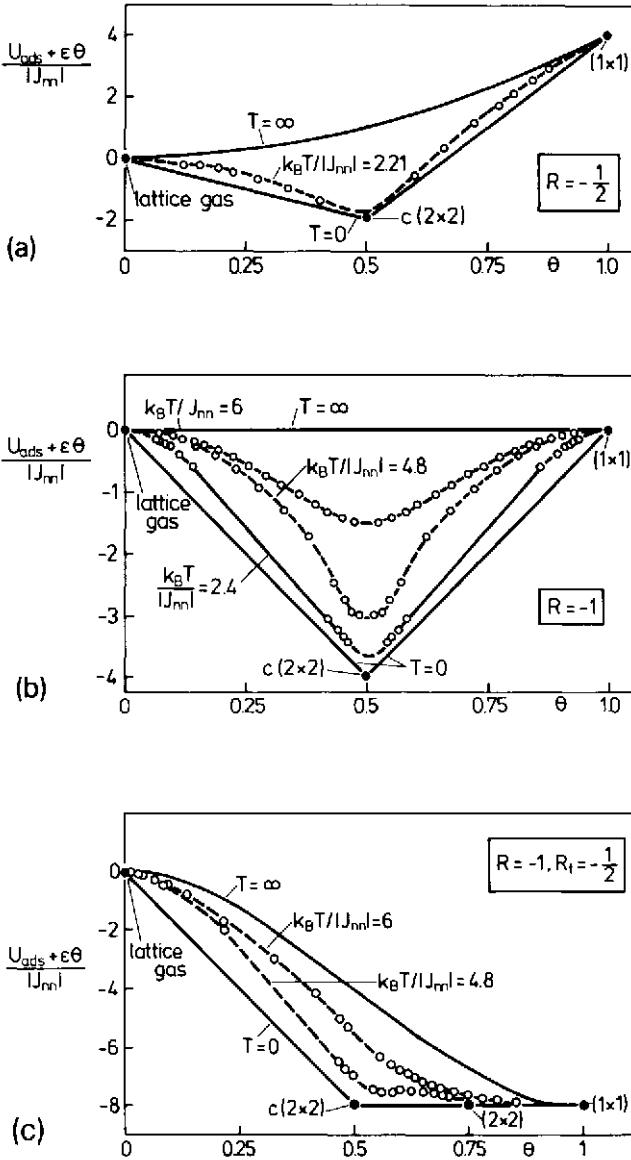 (a)
U_ads + εθ
|J_nn|
4
2
0
-2
T=∞
k_BT/|J_nn|=2.21
lattice gas
T=0
c(2×2)
(1×1)
R=-1/2
0 0.25 0.5 0.75 θ 1.0
(b)
U_ads + εθ
|J_nn|
0
-1
-2
-3
-4
k_BT/J_nn=6
T=∞
(1×1)
lattice
gas
k_BT/|J_nn|=4.8
k_BT
|J_nn| =2.4
R=-1
c(2×2)
T=0
0 0.25 0.5 0.75 θ 1.0
(c)
U_ads + εθ
|J_nn|
0
-2
-4
-6
-8
R=-1, R_t=-1/2
T=∞
k_BT/|J_nn|=6
lattice
gas
k_BT/|J_nn|=4.8
T=0
c(2×2)
(2×2)
(1×1)
0 0.25 0.5 0.75 θ 1